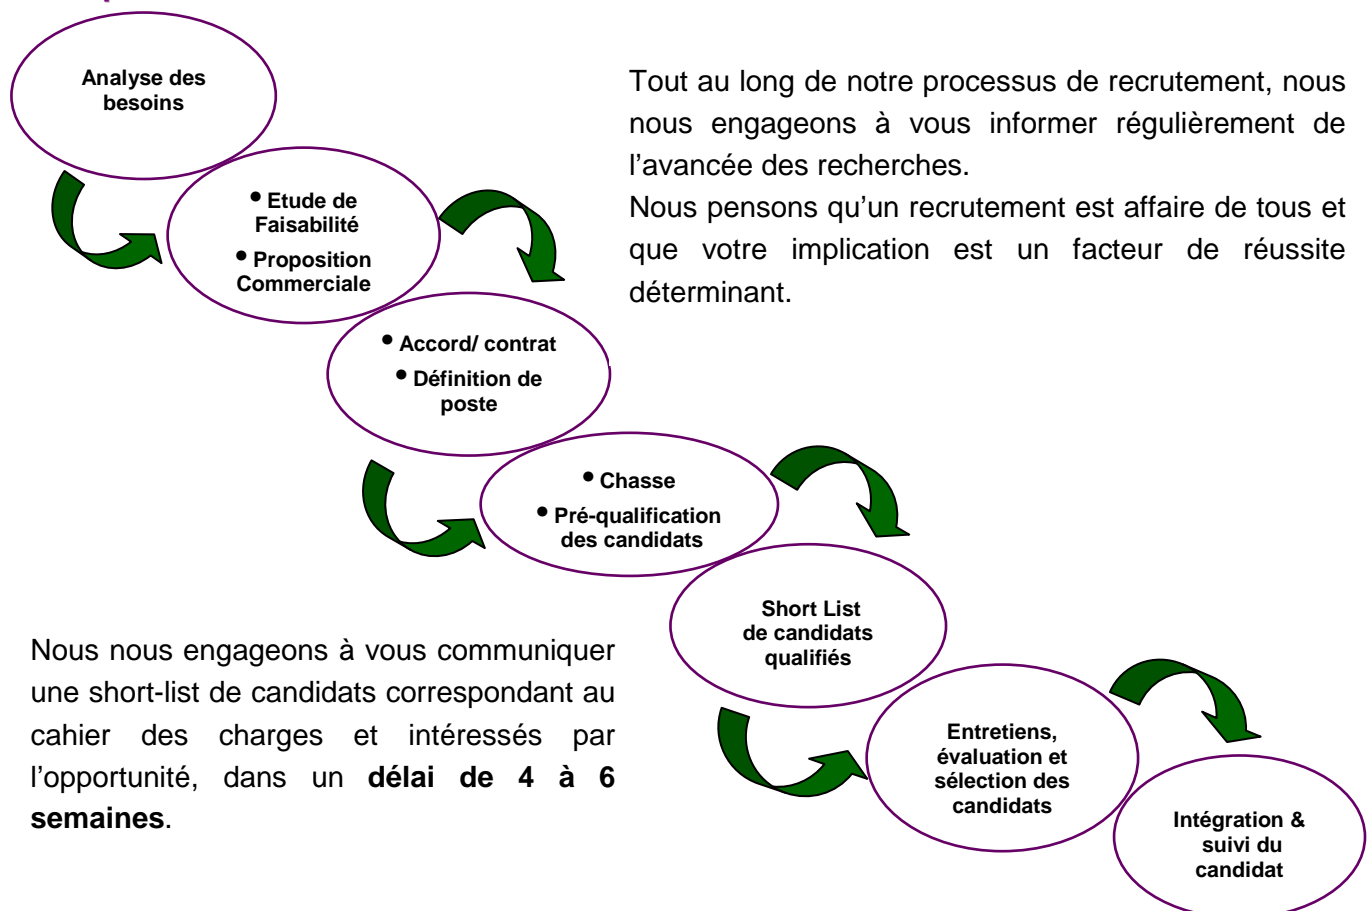 Analyse des
besoins
Tout au long de notre processus de recrutement, nous
nous engageons à vous informer régulièrement de
l’avancée des recherches.
Nous pensons qu’un recrutement est affaire de tous et
que votre implication est un facteur de réussite
déterminant.
• Etude de
Faisabilité
• Proposition
Commerciale
• Accord/ contrat
• Définition de
poste
• Chasse
• Pré-qualification
des candidats
Short List
de candidats
qualifiés
Nous nous engageons à vous communiquer
une short-list de candidats correspondant au
cahier des charges et intéressés par
l’opportunité, dans un délai de 4 à 6
semaines.
Entretiens,
évaluation et
sélection des
candidats
Intégration &
suivi du
candidat